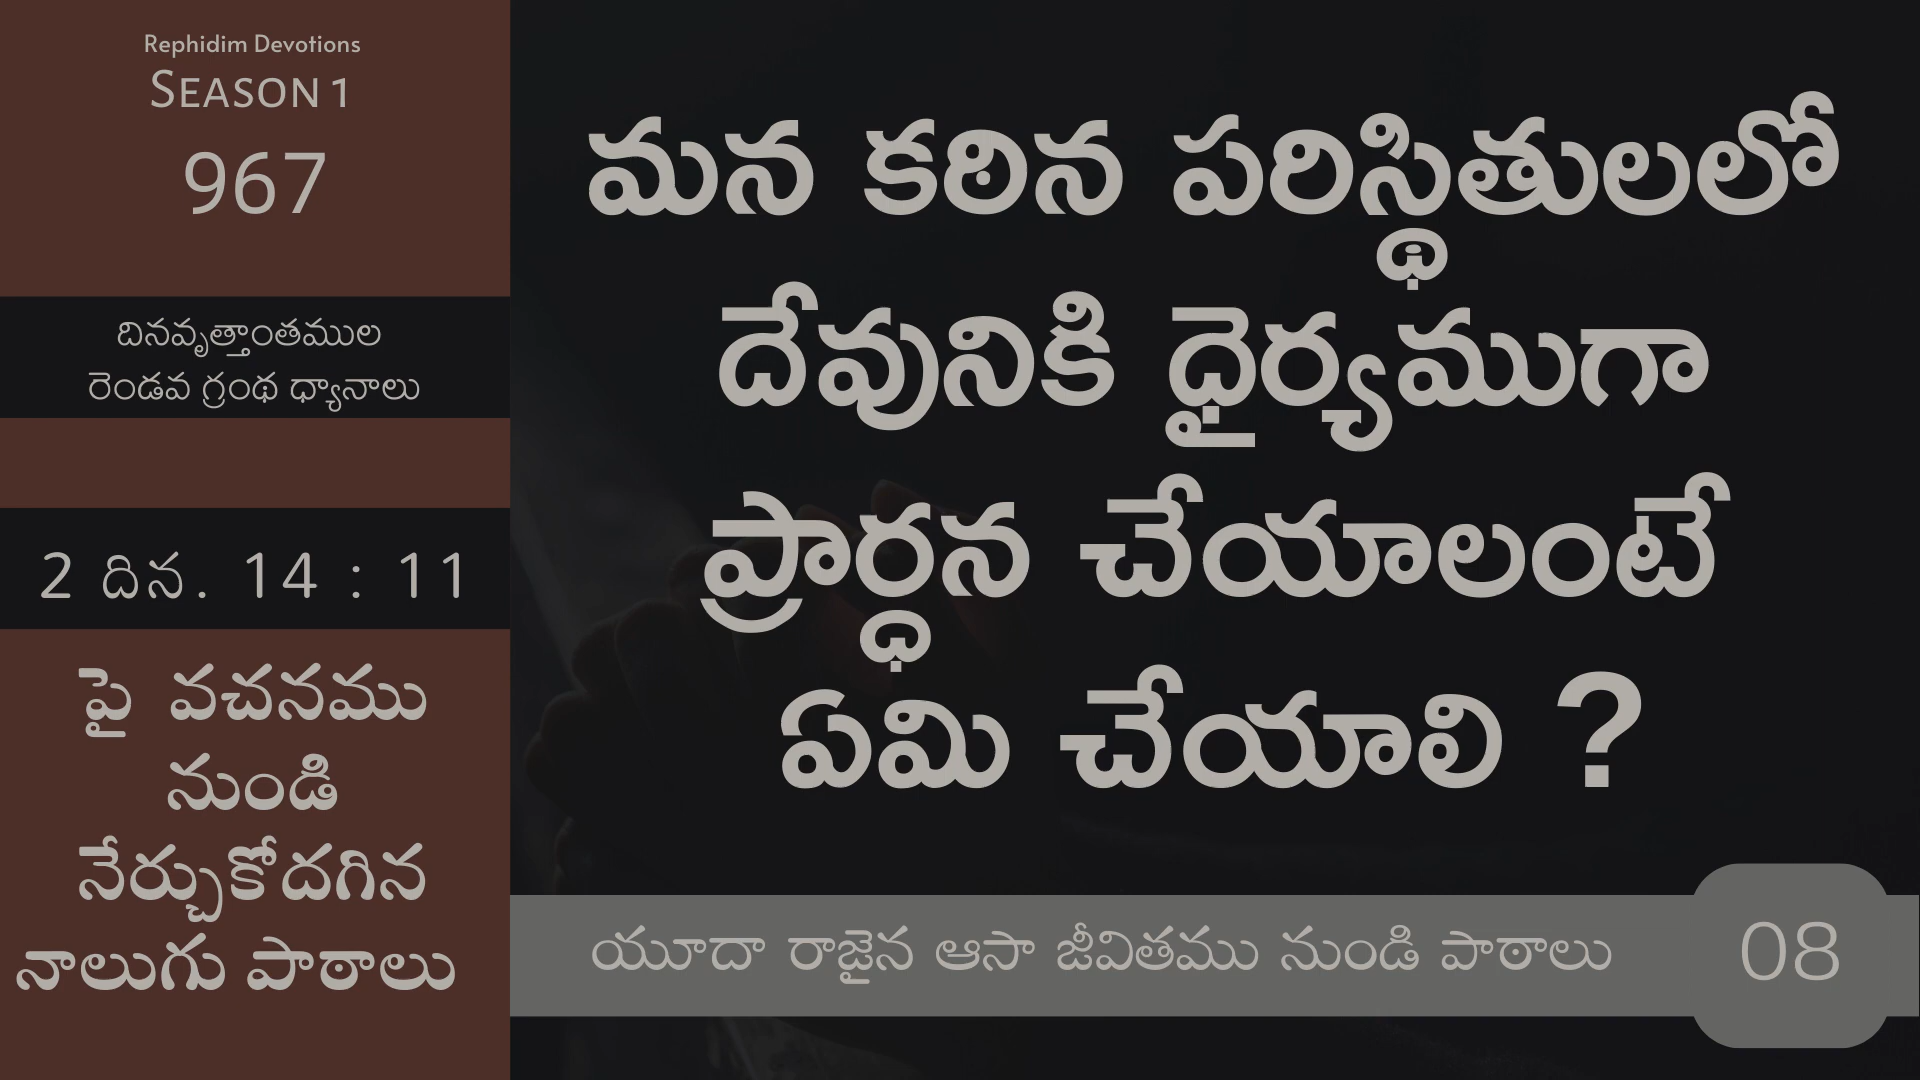 Rephidim Devotions
SEASON 1
967
దినవృత్తాంతముల
రెండవ గ్రంథ ధ్యానాలు
2 దిన. 14 : 11
పై వచనము
నుండి
నేర్చుకోదగిన
నాలుగు పాఠాలు
మన కఠిన పరిస్థితులలో
దేవునికి ధైర్యముగా
ప్రార్ధన చేయాలంటే
ఏమి చేయాలి ?
యూదా రాజైన ఆసా జీవితము నుండి పాఠాలు
08